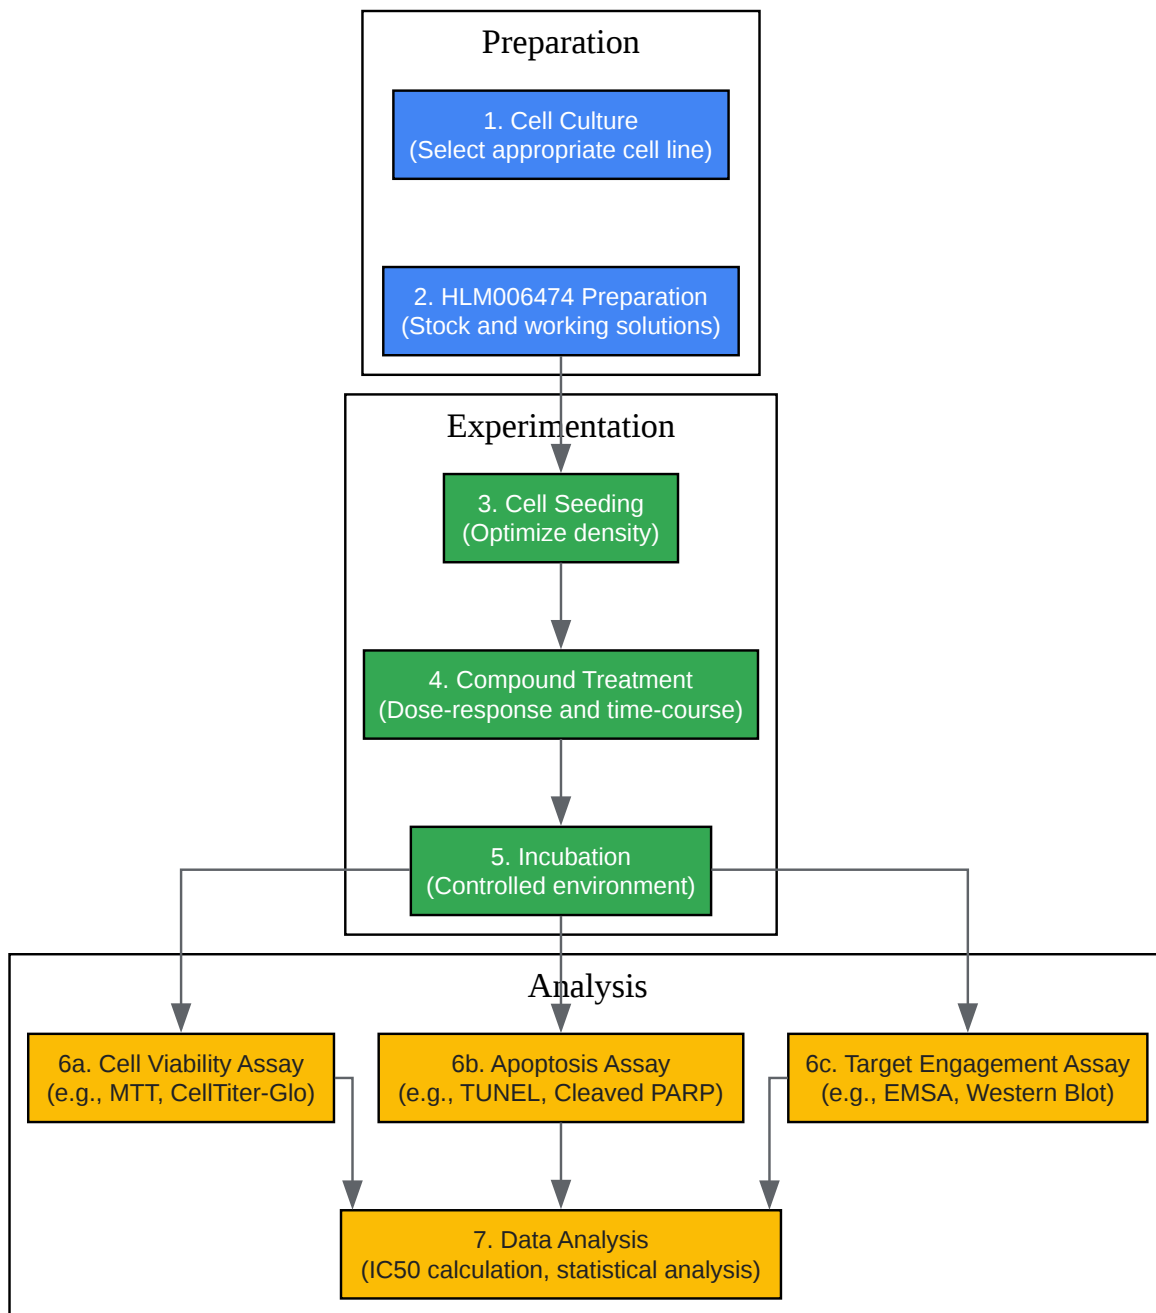 Preparation
1. Cell Culture
(Select appropriate cell line)
2. HLM006474 Preparation
(Stock and working solutions)
Experimentation
3. Cell Seeding
(Optimize density)
4. Compound Treatment
(Dose-response and time-course)
5. Incubation
(Controlled environment)
Analysis
6a. Cell Viability Assay
(e.g., MTT, CellTiter-Glo)
6b. Apoptosis Assay
(e.g., TUNEL, Cleaved PARP)
6c. Target Engagement Assay
(e.g., EMSA, Western Blot)
7. Data Analysis
(IC50 calculation, statistical analysis)